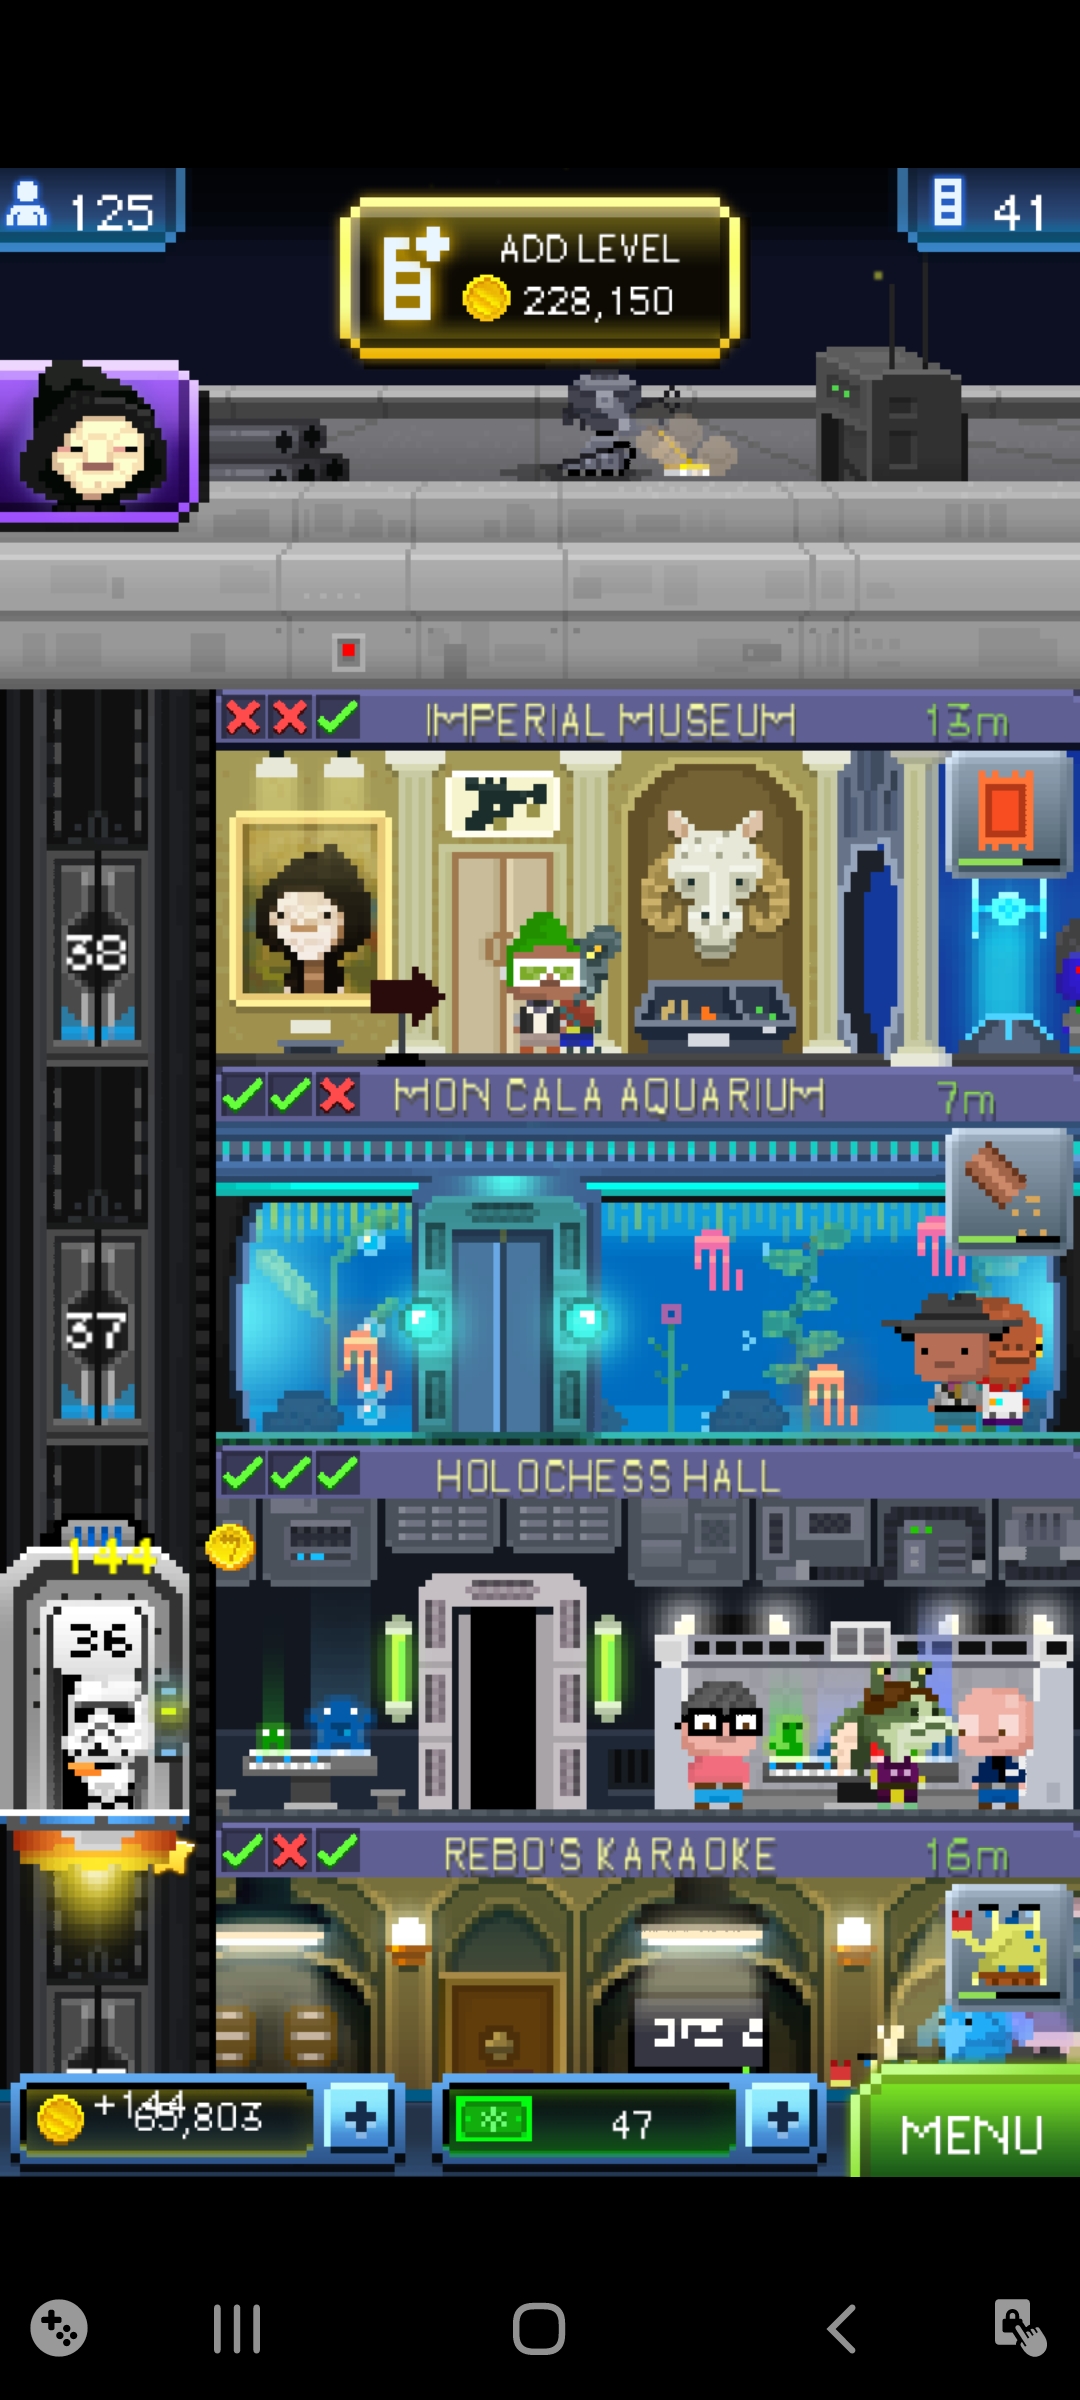 125
ADD LEVEL
228,150
41
IMPERIAL MUSEUM 13m
38
MON CALA AQUARIUM 7m
37
HOLOCHESS HALL
144
36
REBO'S KARAOKE 16m
+144
65,803
47
MENU